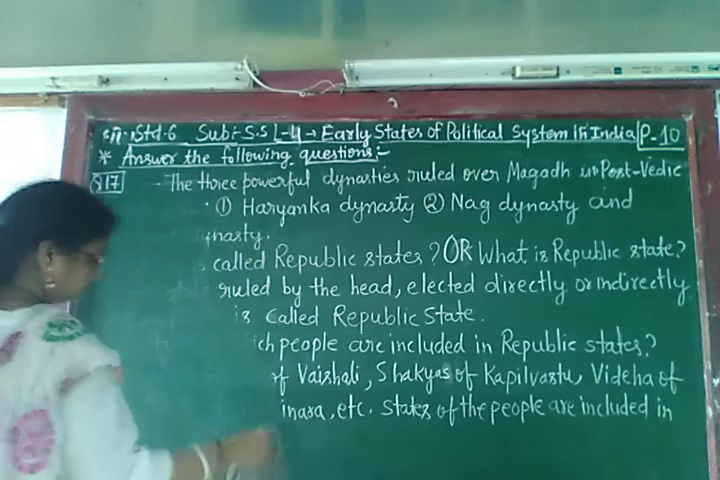 Std-6 Sub:-S.S L-4 → Early States of Political System in India P-10
* Answer the following questions:-
17 The three powerful dynasties ruled over Magadh in Post-Vedic
① Haryanka dynasty ② Nag dynasty and
nasty.
called Republic states? OR What is Republic state?
ruled by the head, elected directly or indirectly
is called Republic State.
ch people are included in Republic states?
of Vaishali, Shakyas of Kapilvastu, Videha of
etc. States of the people are included in